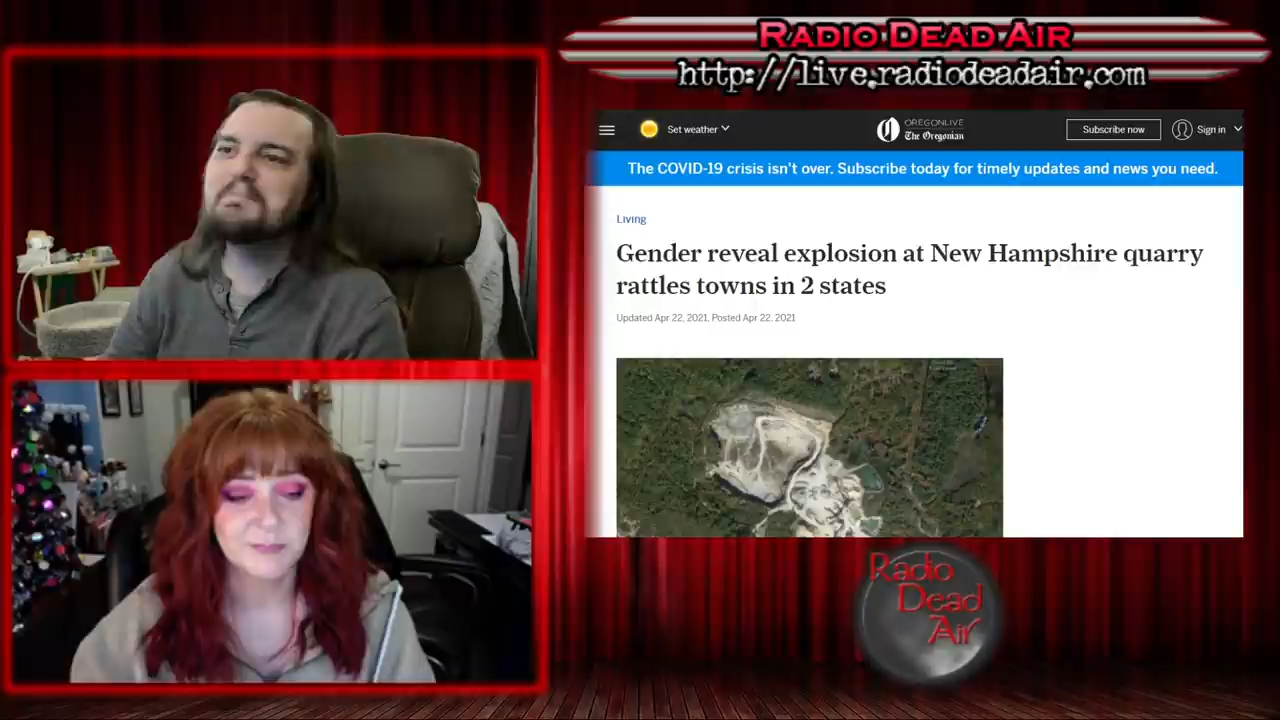 RADIO DEAD AIR
http://live.radiodeadair.com
Set weather
OREGONLIVE
The Oregonian
Subscribe now
Sign in
The COVID-19 crisis isn't over. Subscribe today for timely updates and news you need.
Living
Gender reveal explosion at New Hampshire quarry
rattles towns in 2 states
Updated Apr 22, 2021, Posted Apr 22, 2021
Radio
Dead
Air